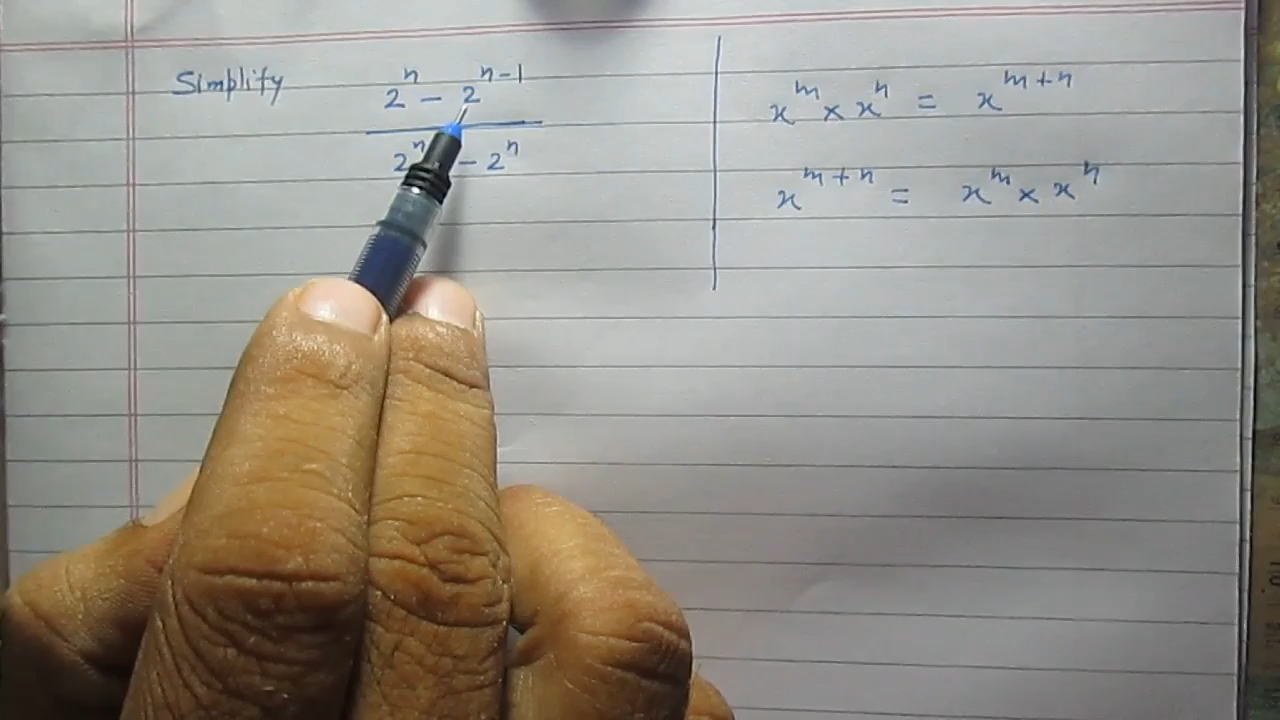 Simplify 2^n - 2^(n-1)
2^n - 2^n
x^m × x^n = x^(m+n)
x^(m+n) = x^m × x^n